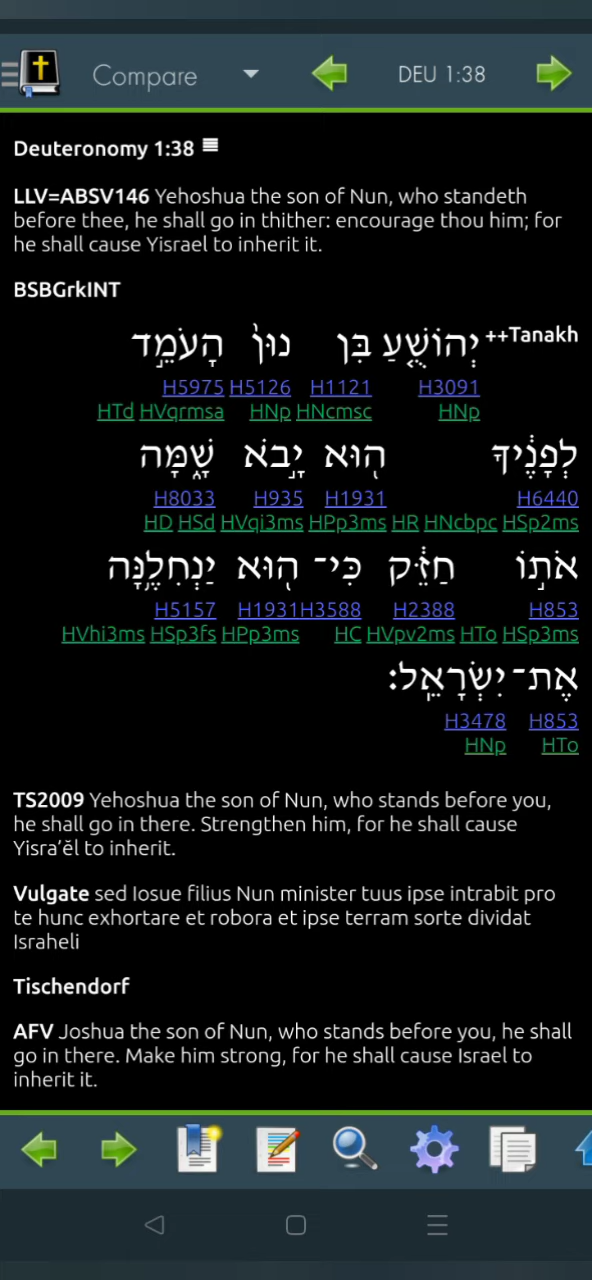 Compare
DEU 1:38
Deuteronomy 1:38
LLV=ABSV146 Yehoshua the son of Nun, who standeth
before thee, he shall go in thither: encourage thou him; for
he shall cause Yisrael to inherit it.
BSBGrkINT
++Tanakh יְהוֹשֻׁ֤עַ בִּן נוּן֙ הָעֹמֵ֣ד
H5975 H5126 H1121 H3091
HTd HVqrmsa HNp HNcmsc HNp
לְפָנֶ֔יךָ ה֖וּא יָ֣בֹא שָׁ֑מָּה
H8033 H935 H1931 H6440
HD HSd HVqi3ms HPp3ms HR HNcbpc HSp2ms
אֹת֣וֹ חַזֵּ֔ק כִּי־ ה֖וּא יַנְחִלֶ֥נָּה
H5157 H1931 H3588 H2388 H853
HVhi3ms HSp3fs HPp3ms HC HVpv2ms HTo HSp3ms
אֶת־ יִשְׂרָאֵֽל׃
H3478 H853
HNp HTo
TS2009 Yehoshua the son of Nun, who stands before you,
he shall go in there. Strengthen him, for he shall cause
Yisra’ĕl to inherit.
Vulgate sed Iosue filius Nun minister tuus ipse intrabit pro
te hunc exhortare et robora et ipse terram sorte dividat
Israheli
Tischendorf
AFV Joshua the son of Nun, who stands before you, he shall
go in there. Make him strong, for he shall cause Israel to
inherit it.